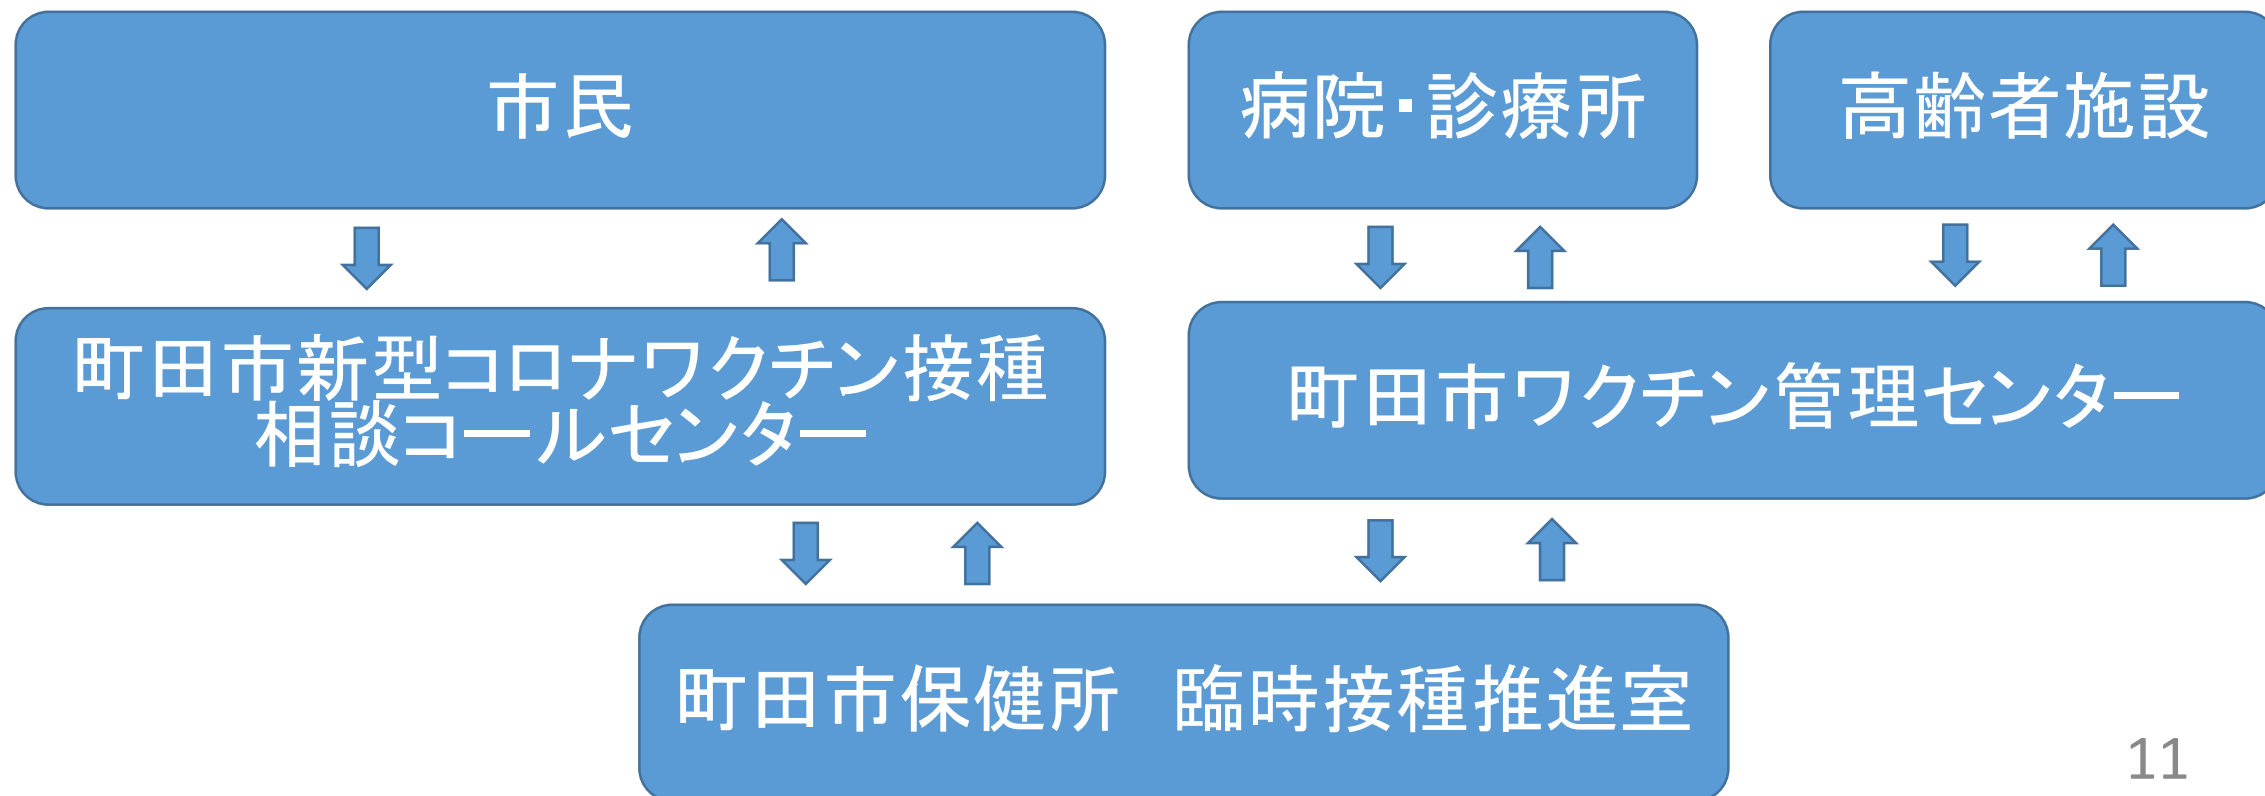 市民
病院・診療所
高齢者施設
町田市新型コロナワクチン接種
相談コールセンター
町田市ワクチン管理センター
町田市保健所　臨時接種推進室
11